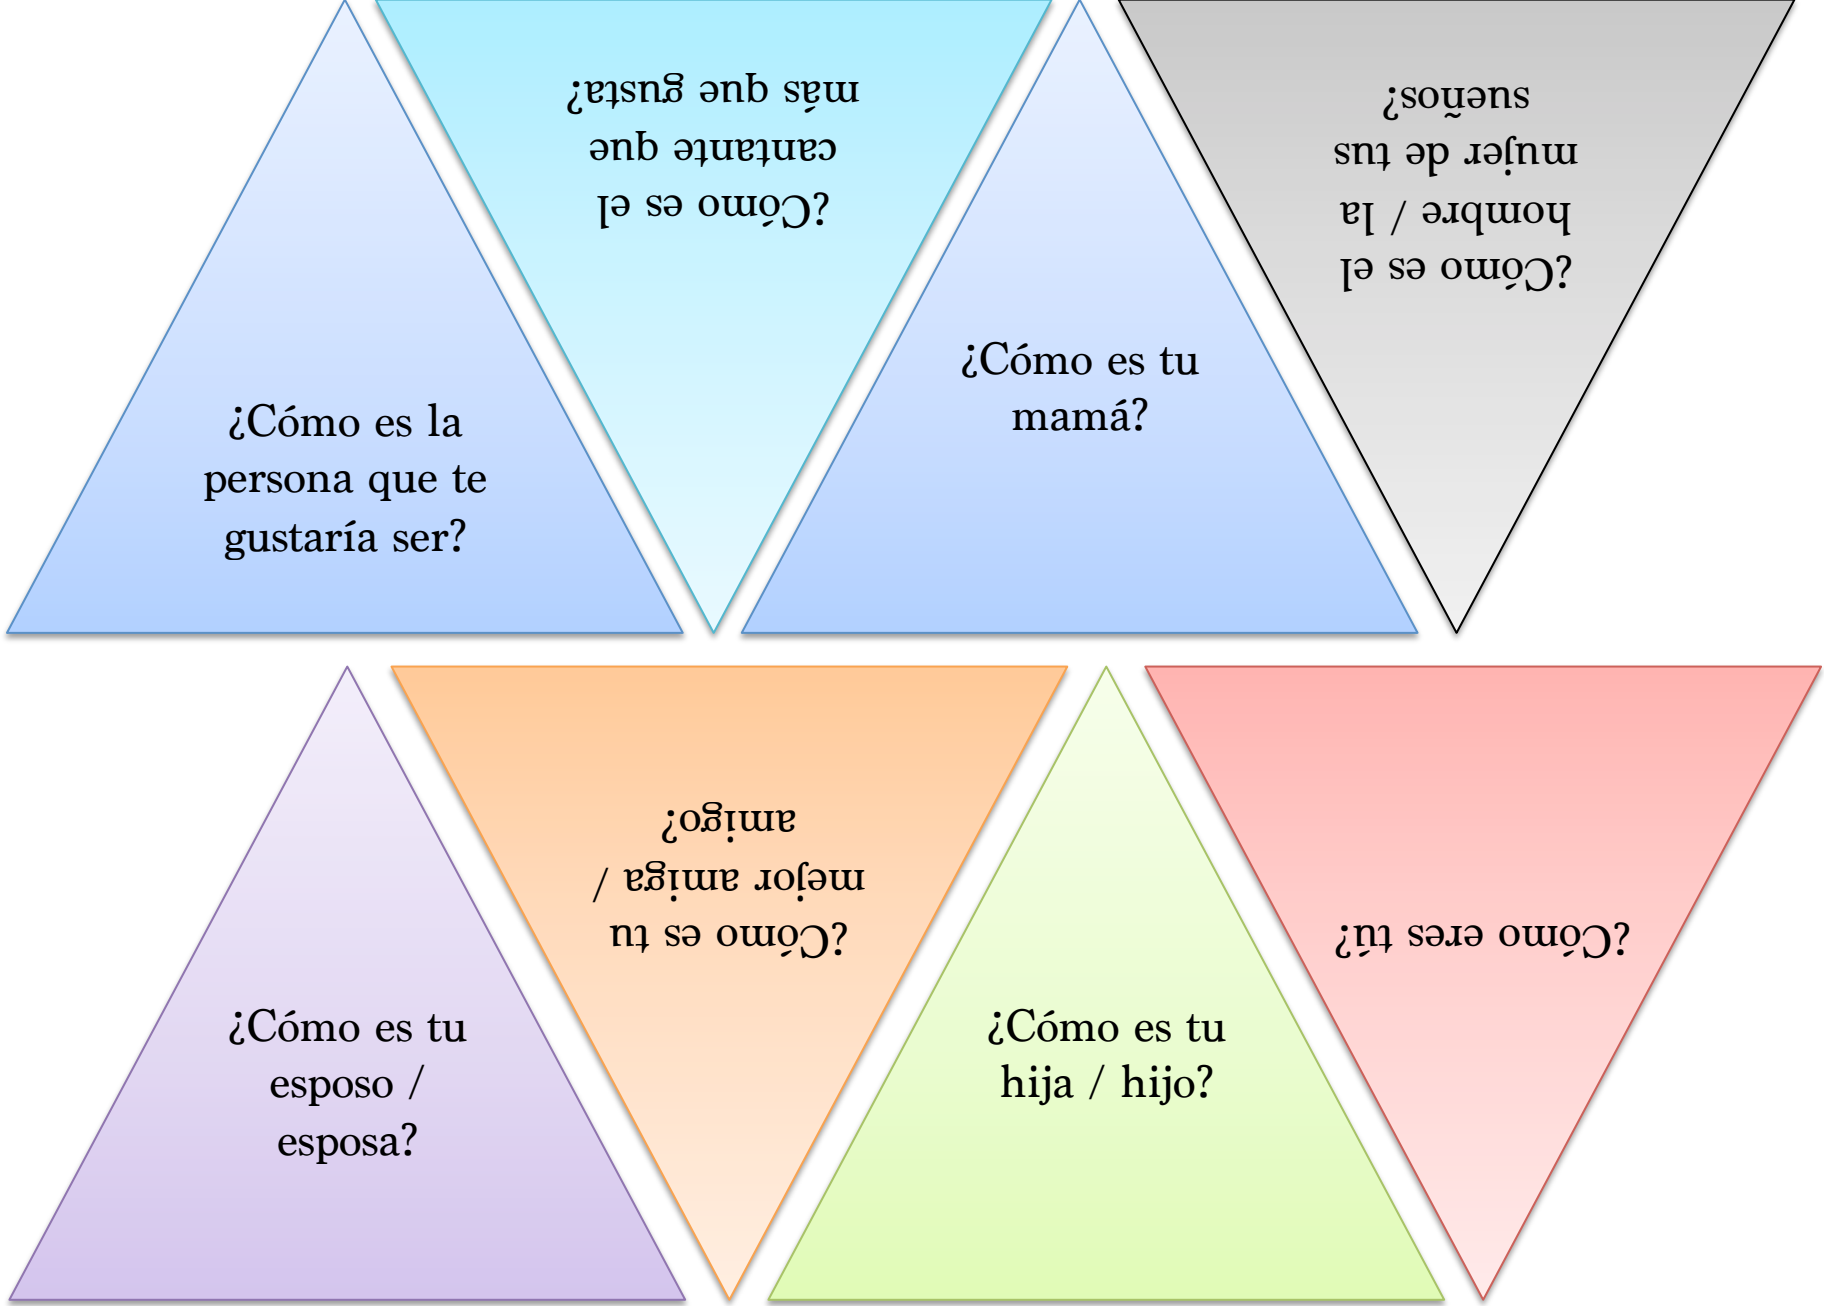 ¿Cómo es la
persona que te
gustaría ser?
¿Cómo es el
cantante que
más que gusta?
¿Cómo es tu
mamá?
¿Cómo es el
hombre / la
mujer de tus
sueños?
¿Cómo es tu
esposo /
esposa?
¿Cómo es tu
mejor amiga /
amigo?
¿Cómo es tu
hija / hijo?
¿Cómo eres tú?